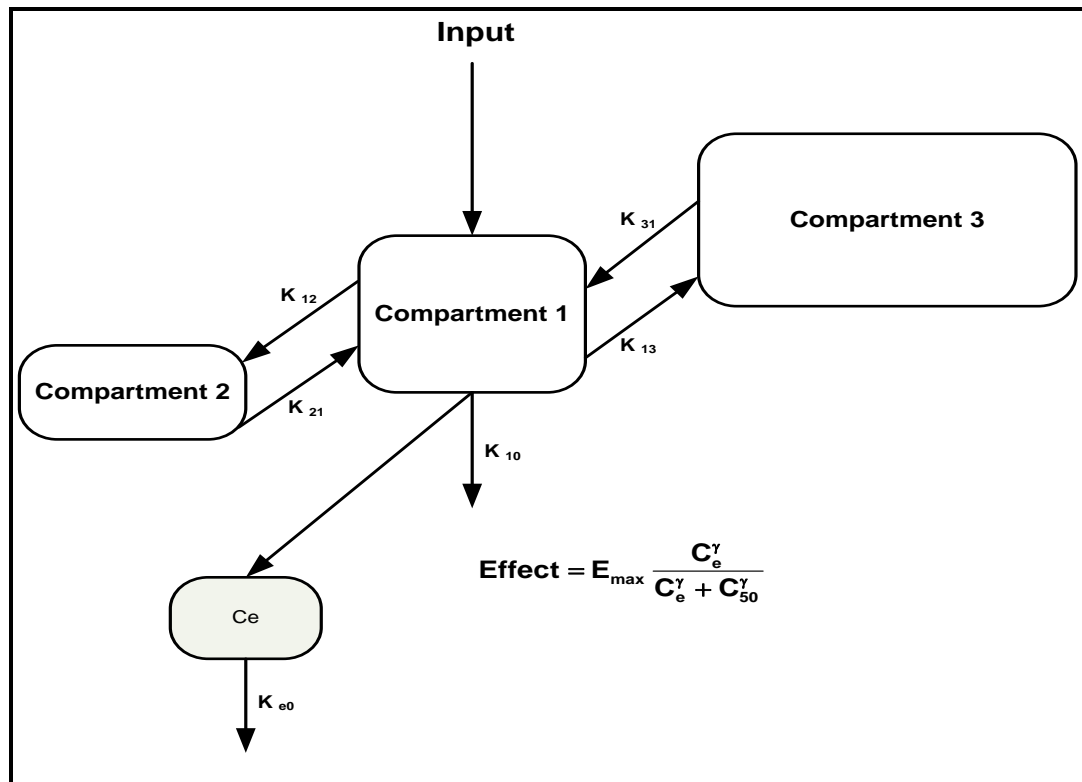 Input
Compartment 3
K 31
K 12
Compartment 1
K 13
Compartment 2
K 21
K 10
Effect = E_max C_e^γ / (C_e^γ + C_50^γ)
Ce
K e0